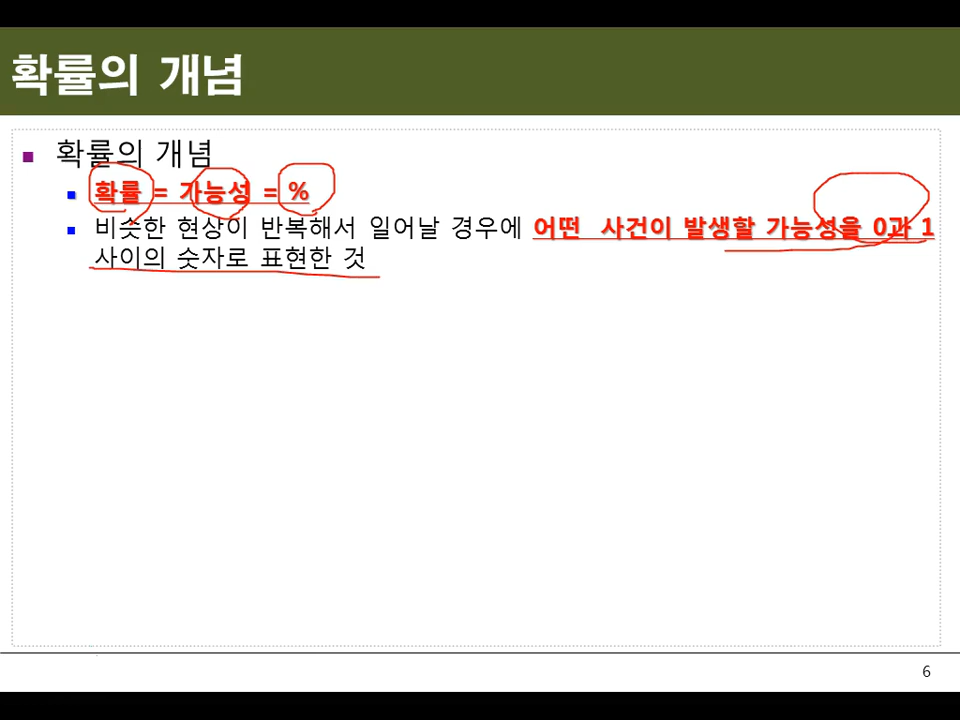 확률의 개념
확률의 개념
확률 = 가능성 = %
비슷한 현상이 반복해서 일어날 경우에 어떤 사건이 발생할 가능성을 0과 1
사이의 숫자로 표현한 것
6